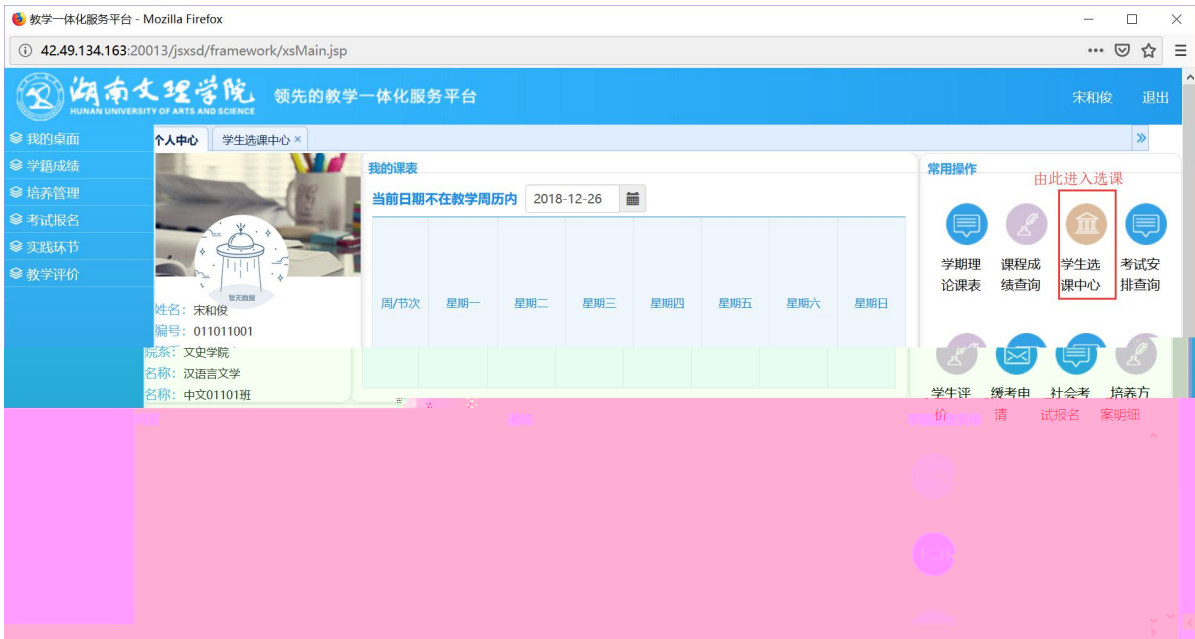 教学一体化服务平台 - Mozilla Firefox
42.49.134.163:20013/jsxsd/framework/xsMain.jsp
湖南文理学院
HUNAN UNIVERSITY OF ARTS AND SCIENCE
领先的教学一体化服务平台
宋和俊 退出
我的桌面
学籍成绩
培养管理
考试报名
实践环节
教学评价
个人中心 学生选课中心
暂无数据
姓名：宋和俊
编号：011011001
院系：文史学院
名称：汉语言文学
名称：中文01101班
我的课表
当前日期不在教学周历内 2018-12-26
周/节次 星期一 星期二 星期三 星期四 星期五 星期六 星期日
常用操作
由此进入选课
学期理论课表
课程成绩查询
学生选课中心
考试安排查询
学生评价
缓考申请
社会考试报名
培养方案明细